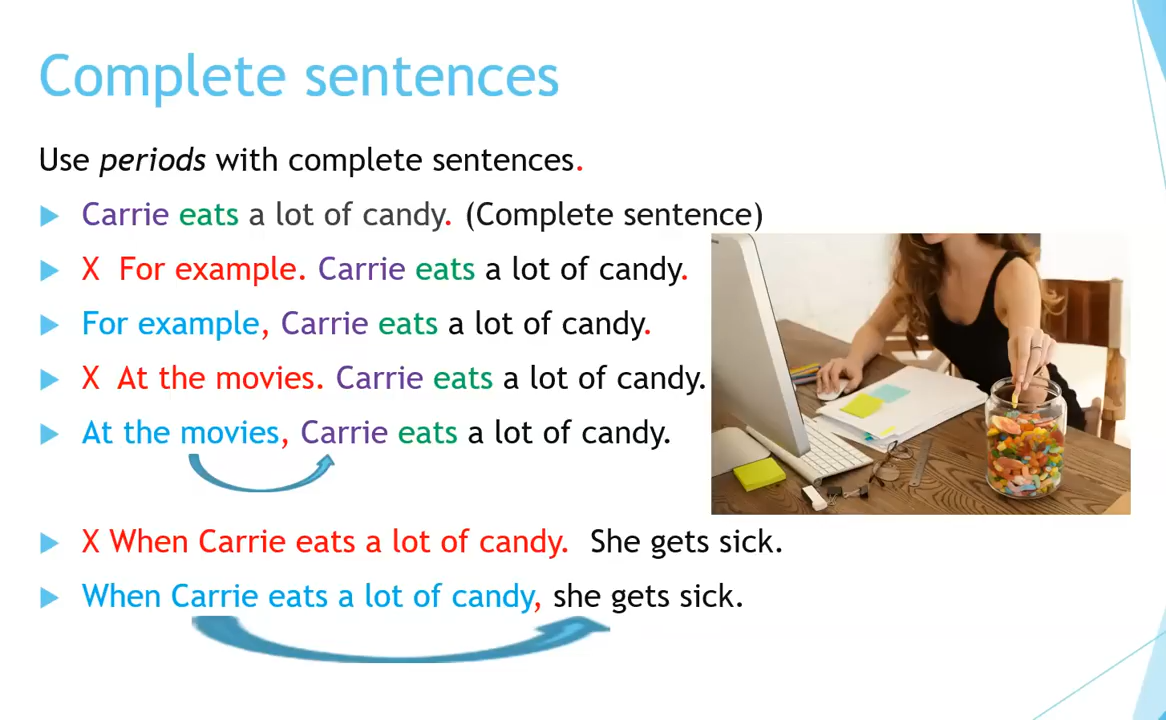 Complete sentences
Use periods with complete sentences.
Carrie eats a lot of candy. (Complete sentence)
X For example. Carrie eats a lot of candy.
For example, Carrie eats a lot of candy.
X At the movies. Carrie eats a lot of candy.
At the movies, Carrie eats a lot of candy.
X When Carrie eats a lot of candy. She gets sick.
When Carrie eats a lot of candy, she gets sick.